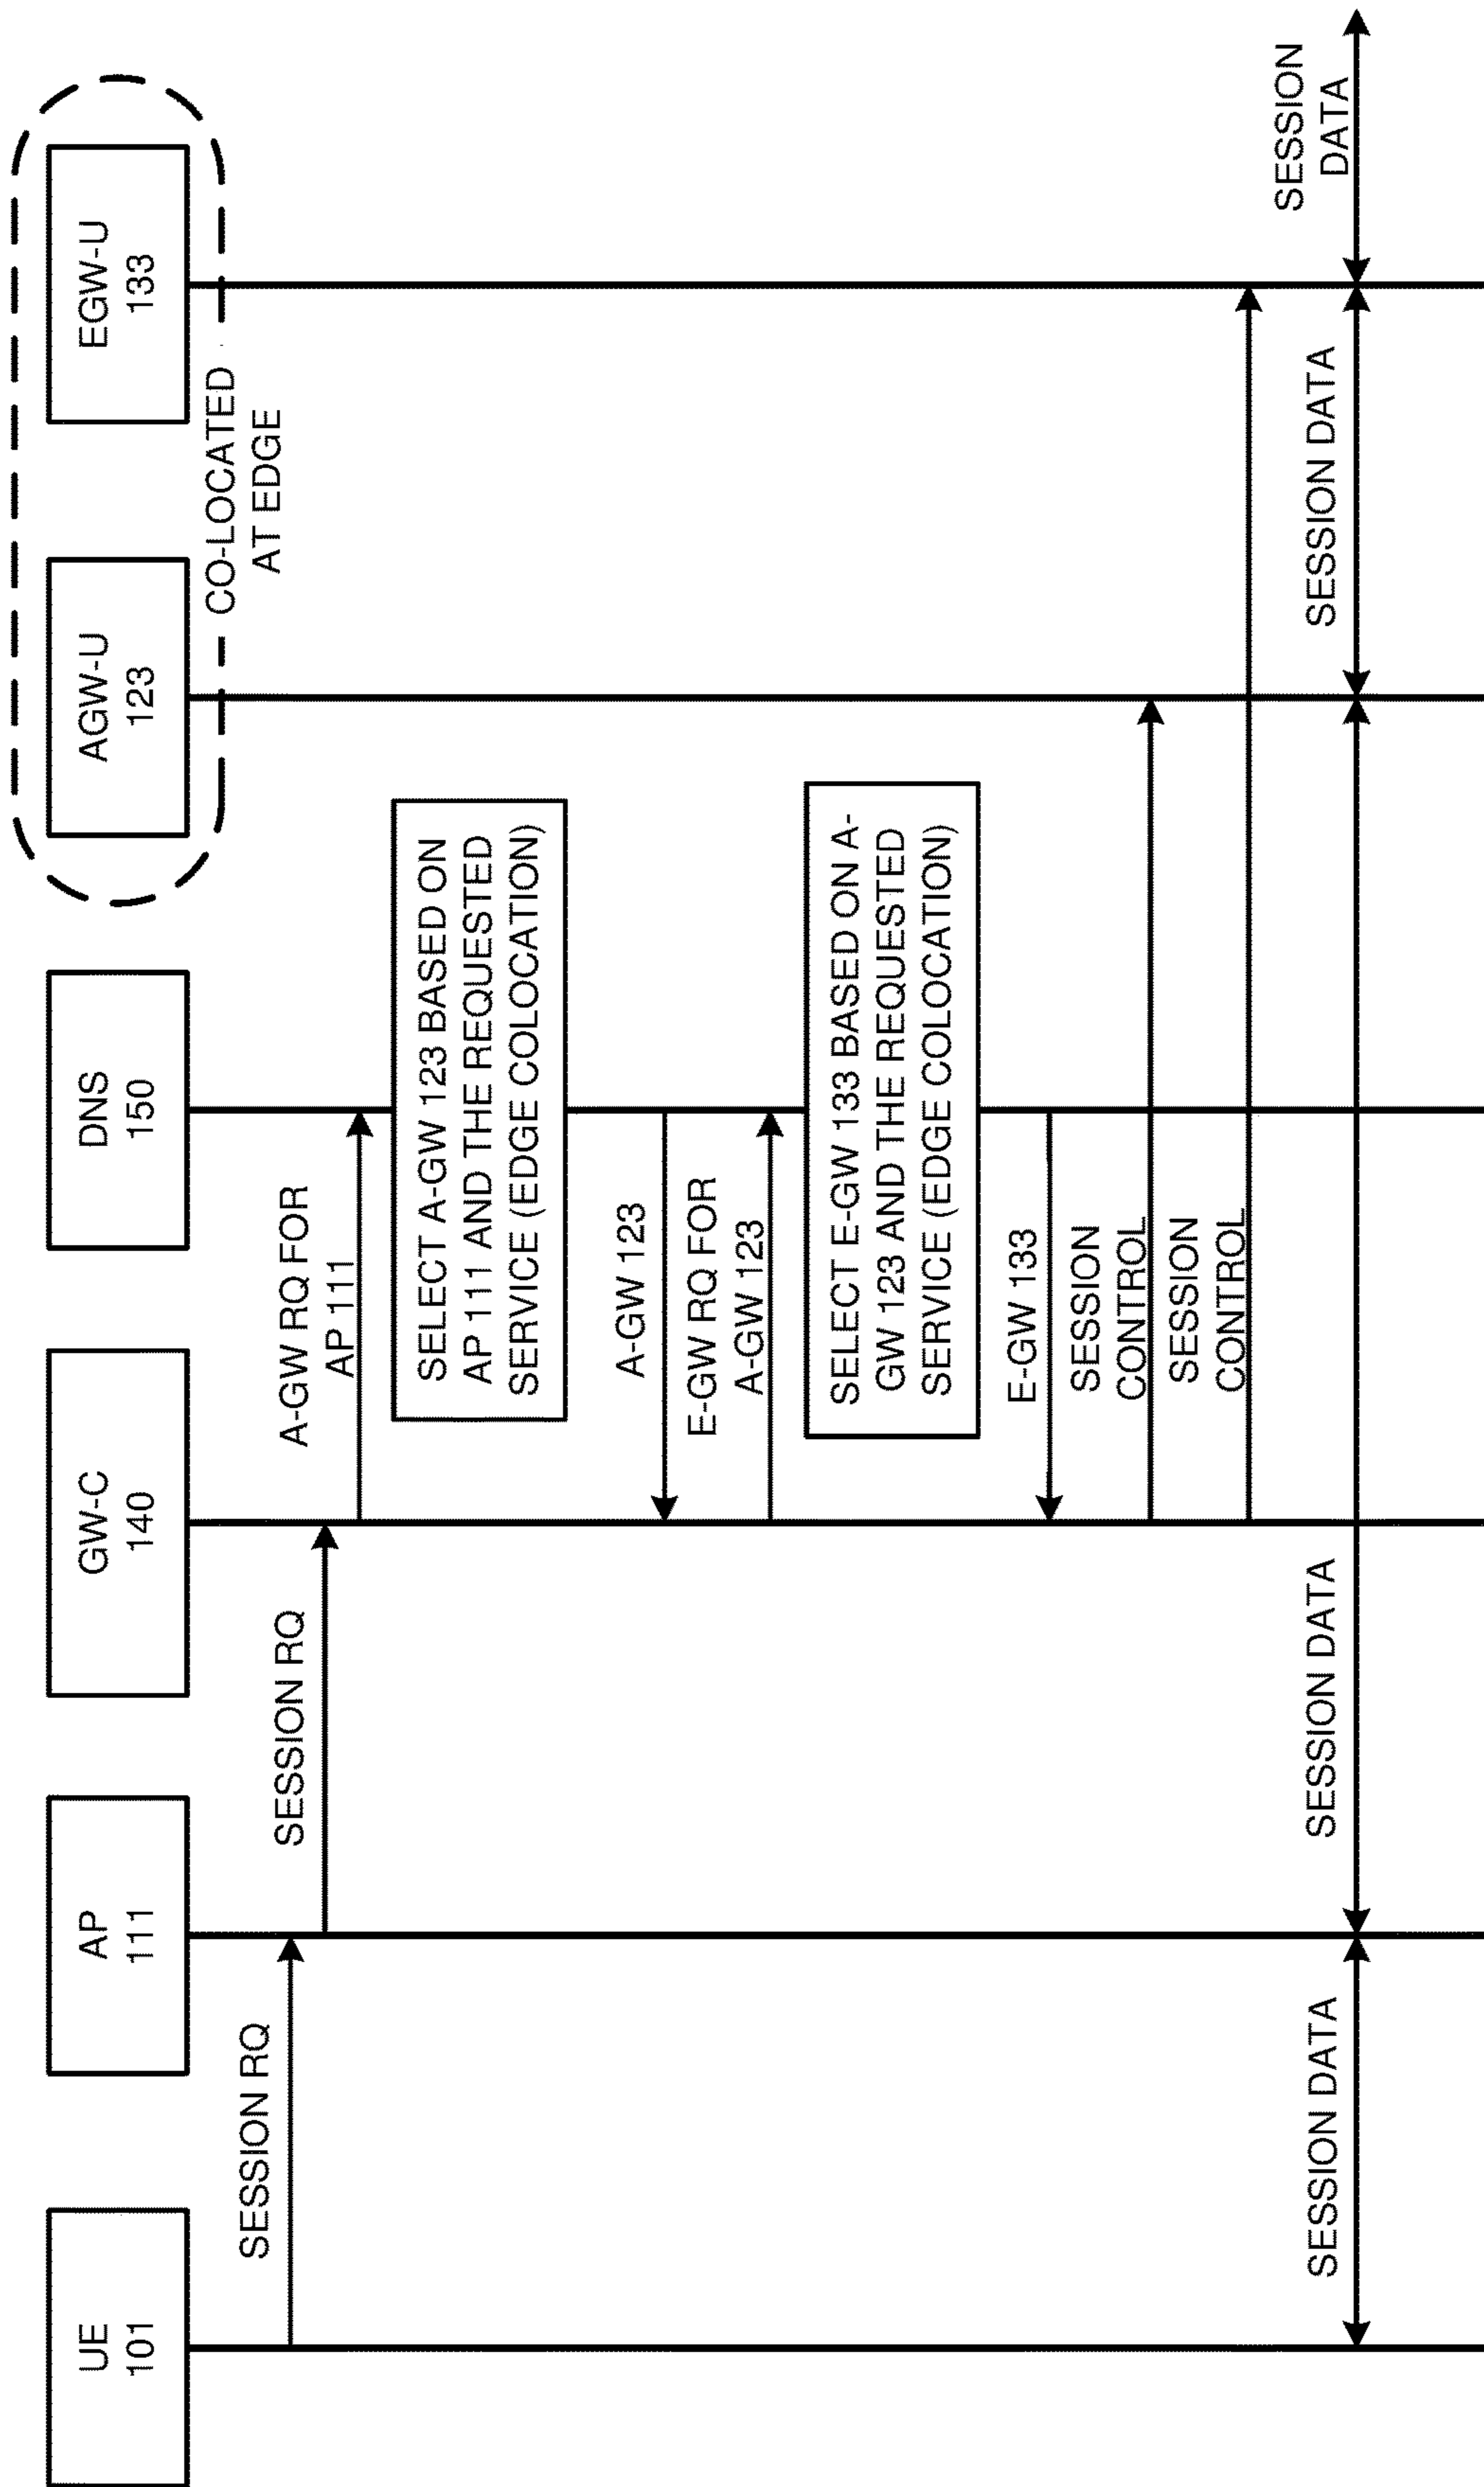 UE
101
AP
111
GW-C
140
DNS
150
AGW-U
123
EGW-U
133
CO-LOCATED
AT EDGE
SESSION RQ
SESSION RQ
A-GW RQ FOR
AP 111
SELECT A-GW 123 BASED ON
AP 111 AND THE REQUESTED
SERVICE (EDGE COLOCATION)
A-GW 123
E-GW RQ FOR
A-GW 123
SELECT E-GW 133 BASED ON A-
GW 123 AND THE REQUESTED
SERVICE (EDGE COLOCATION)
E-GW 133
SESSION
CONTROL
SESSION
CONTROL
SESSION DATA
SESSION DATA
SESSION DATA
SESSION
DATA